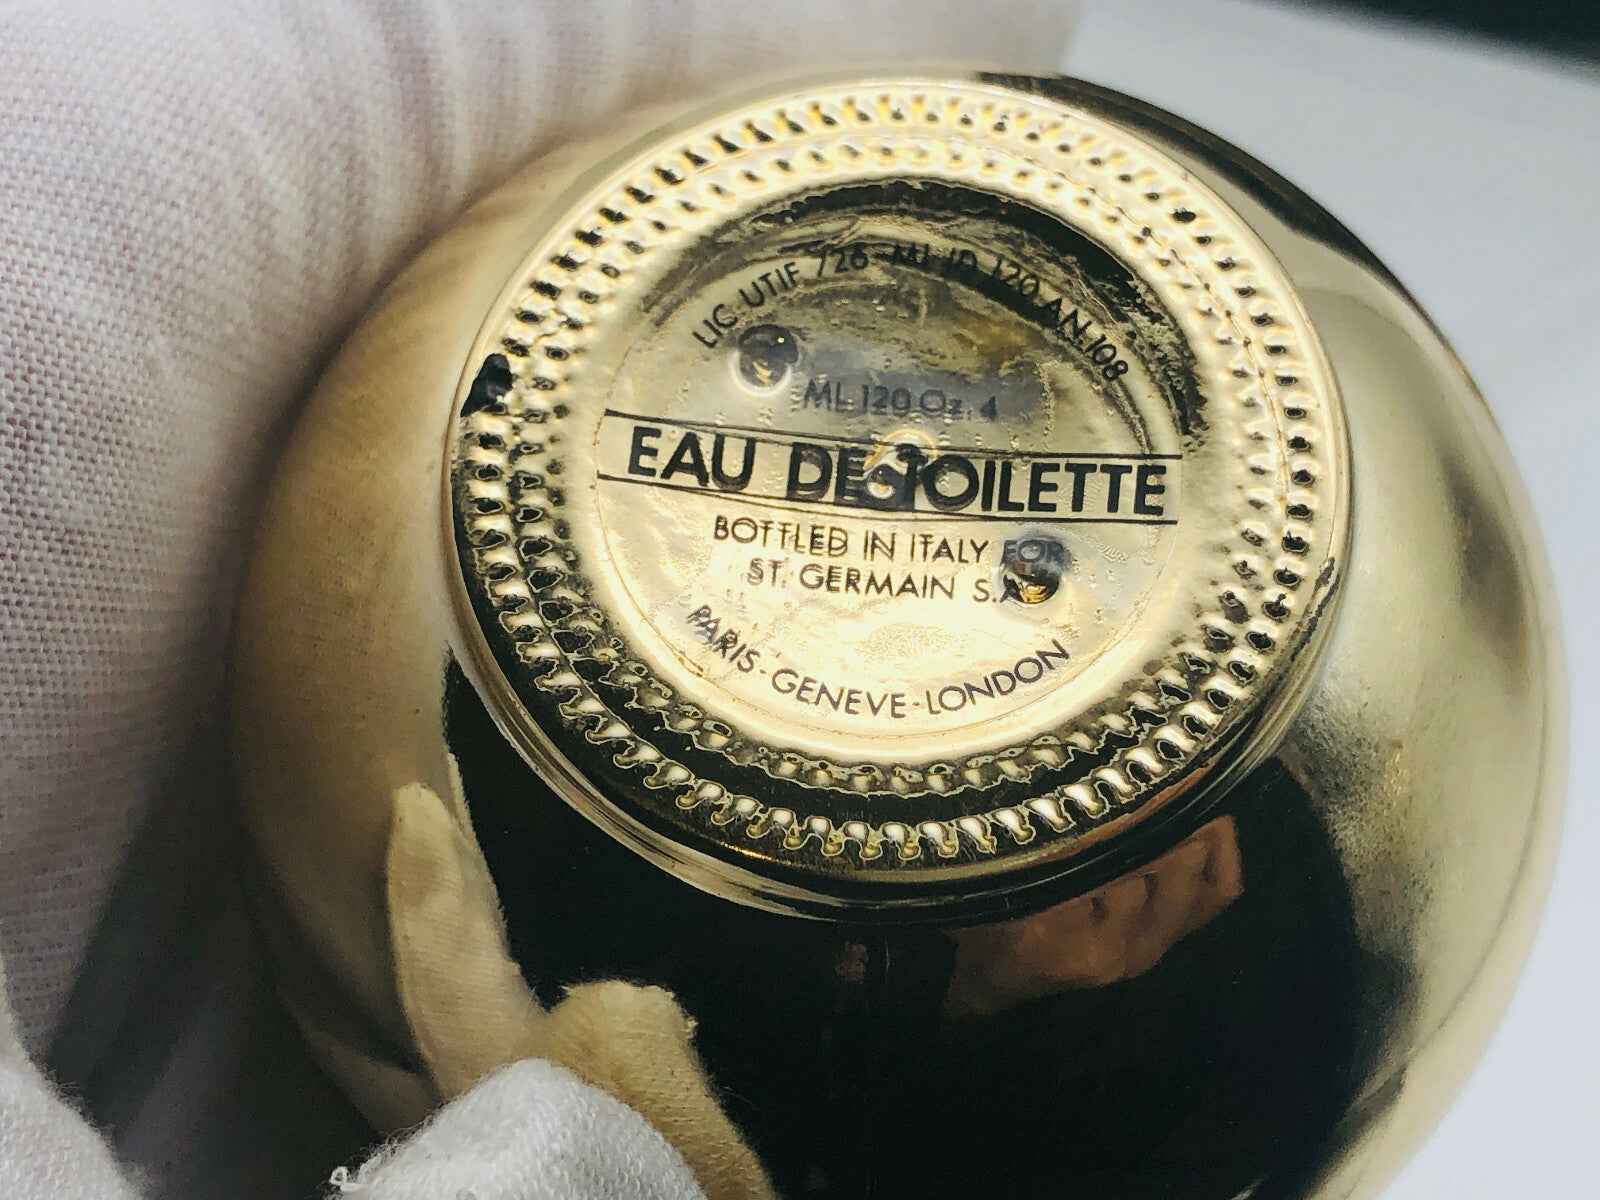 LIC. UTIF 726 - ML ID 120 AN.108
ML 120 Oz. 4
EAU DE TOILETTE
BOTTLED IN ITALY FOR
ST. GERMAIN S.A
PARIS - GENEVE - LONDON